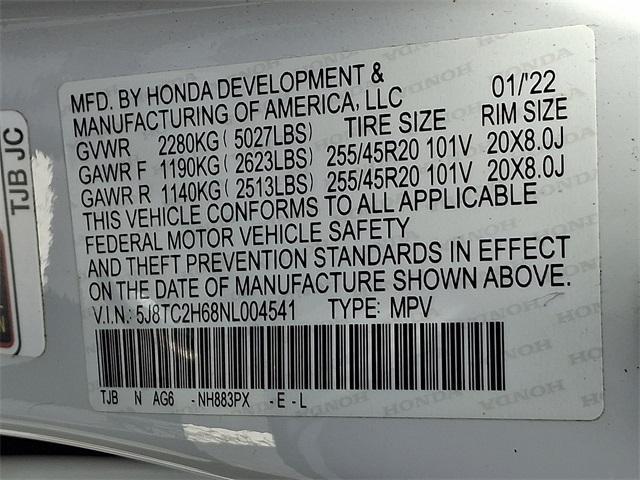 MFD. BY HONDA DEVELOPMENT &
MANUFACTURING OF AMERICA, LLC 01/'22
GVWR 2280KG( 5027LBS) TIRE SIZE RIM SIZE
GAWR F 1190KG( 2623LBS) 255/45R20 101V 20X8.0J
GAWR R 1140KG( 2513LBS) 255/45R20 101V 20X8.0J
THIS VEHICLE CONFORMS TO ALL APPLICABLE
FEDERAL MOTOR VEHICLE SAFETY
AND THEFT PREVENTION STANDARDS IN EFFECT
ON THE DATE OF MANUFACTURE SHOWN ABOVE.
V.I.N.: 5J8TC2H68NL004541 TYPE: MPV
TJB N AG6 -NH883PX -E-L
TJB JC
HONDA